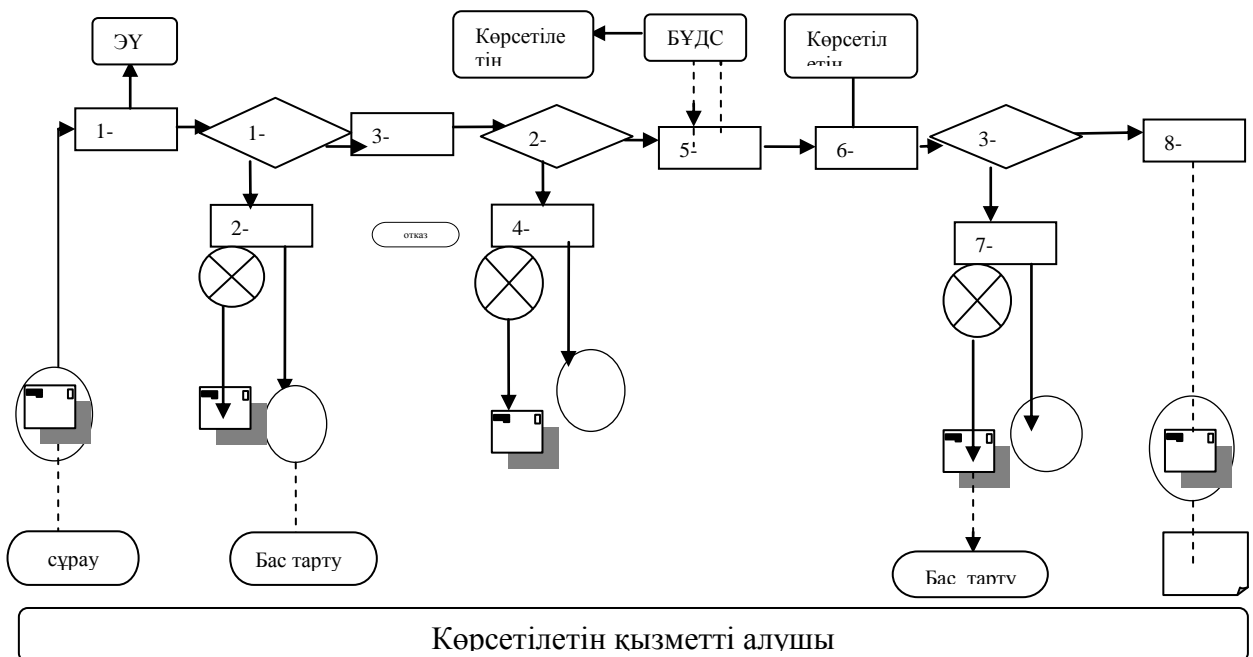 ЭҮ
Көрсетіле
тін
БҰДС
Көрсетіл
етін
1-
1-
3-
2-
5-
6-
3-
8-
2-
отказ
4-
7-
сұрау
Бас тарту
Бас тарту
Көрсетілетін қызметті алушы